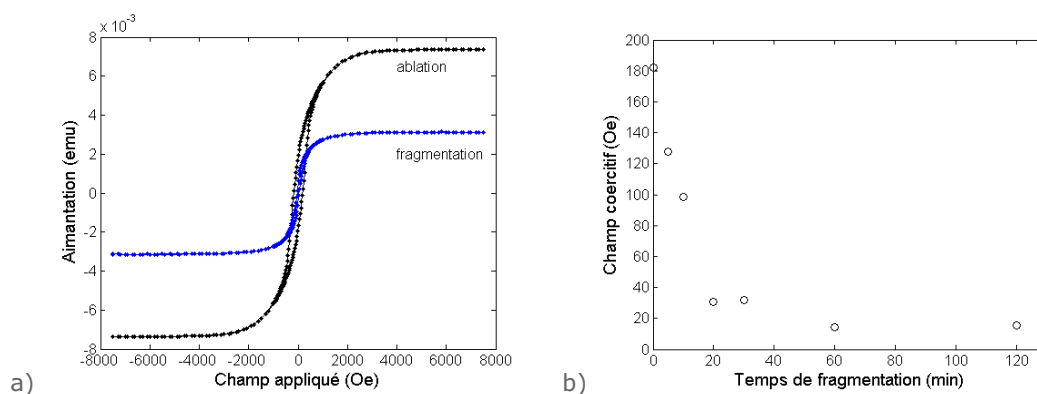 x 10⁻³
8
6
4
2
0
-2
-4
-6
-8
-8000 -6000 -4000 -2000 0 2000 4000 6000 8000
Aimantation (emu)
Champ appliqué (Oe)
ablation
fragmentation
a)
200
180
160
140
120
100
80
60
40
20
0
0 20 40 60 80 100 120
Champ coercitif (Oe)
Temps de fragmentation (min)
b)